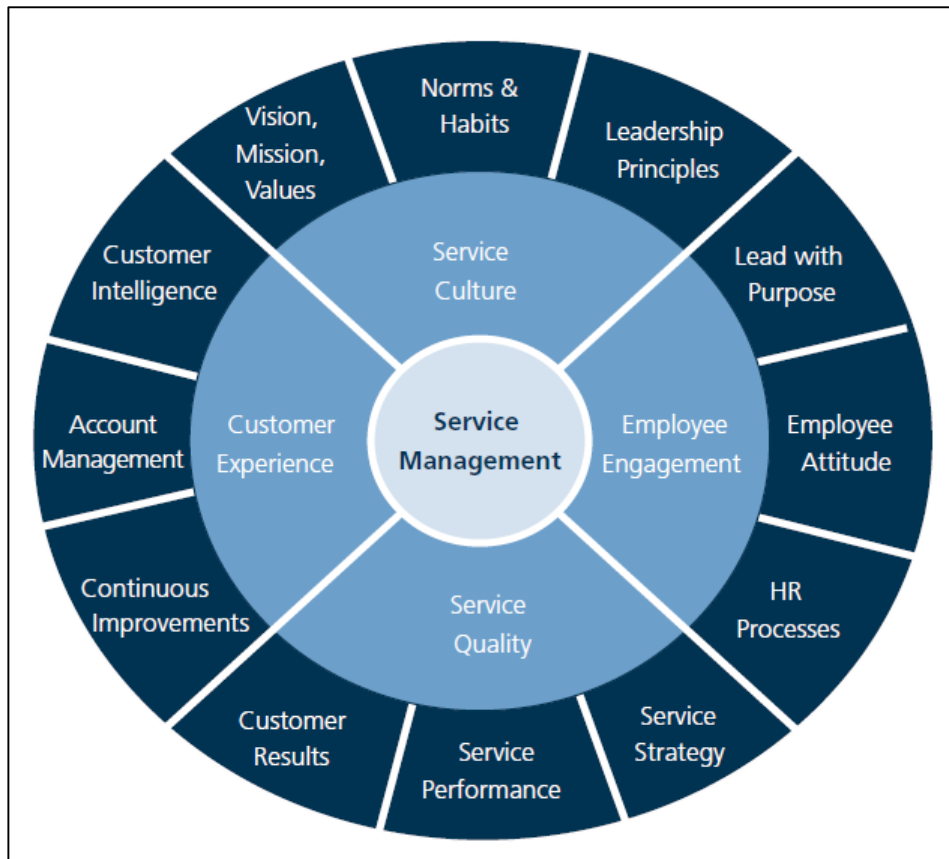 Norms &
Habits
Vision,
Mission,
Values
Leadership
Principles
Customer
Intelligence
Lead with
Purpose
Service
Culture
Account
Management
Customer
Experience
Service
Management
Employee
Engagement
Employee
Attitude
Continuous
Improvements
Service
Quality
HR
Processes
Customer
Results
Service
Performance
Service
Strategy